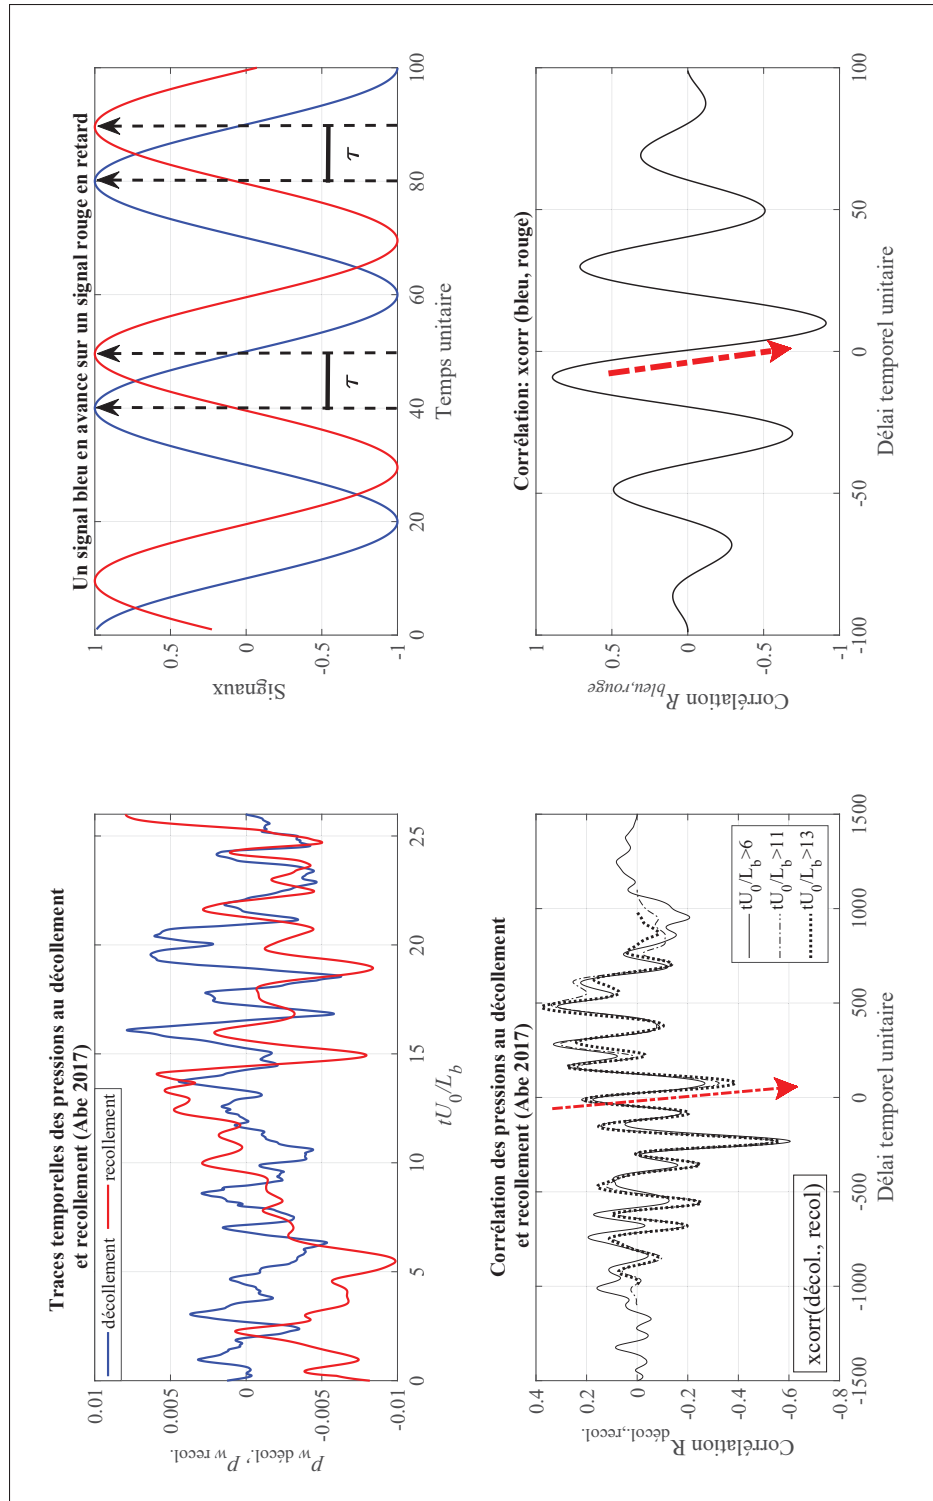 Traces temporelles des pressions au décollement
et recollement (Abe 2017)
décollement
recollement
0.01
0.005
0
-0.005
-0.01
P w décol., P w recol.
0
5
10
15
20
25
tU0/Lb
Un signal bleu en avance sur un signal rouge en retard
1
0.5
0
-0.5
-1
Signaux
τ
τ
0
20
40
60
80
100
Temps unitaire
Corrélation des pressions au décollement
et recollement (Abe 2017)
0.4
0.2
0
-0.2
-0.4
-0.6
-0.8
Corrélation R décol.,recol.
xcorr(décol., recol)
tU0/Lb>6
tU0/Lb>11
tU0/Lb>13
-1500
-1000
-500
0
500
1000
1500
Délai temporel unitaire
Corrélation: xcorr (bleu, rouge)
1
0.5
0
-0.5
-1
Corrélation R bleu,rouge
-100
-50
0
50
100
Délai temporel unitaire